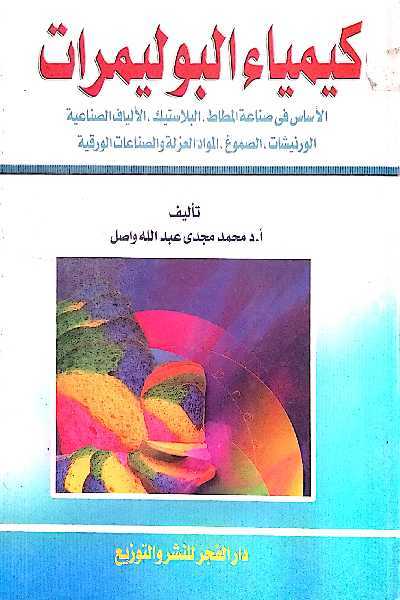 كيمياء البوليمرات
الأساس فى صناعة المطاط . البلاستيك . الألياف الصناعية
الورنيشات . الصموغ . المواد العزلة والصناعات الورقية
تأليف
أ.د محمد مجدى عبد الله واصل
دار الفجر للنشر والتوزيع